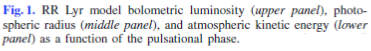 Fig. 1. RR Lyr model bolometric luminosity (upper panel), photo-
spheric radius (middle panel), and atmospheric kinetic energy (lower
panel) as a function of the pulsational phase.